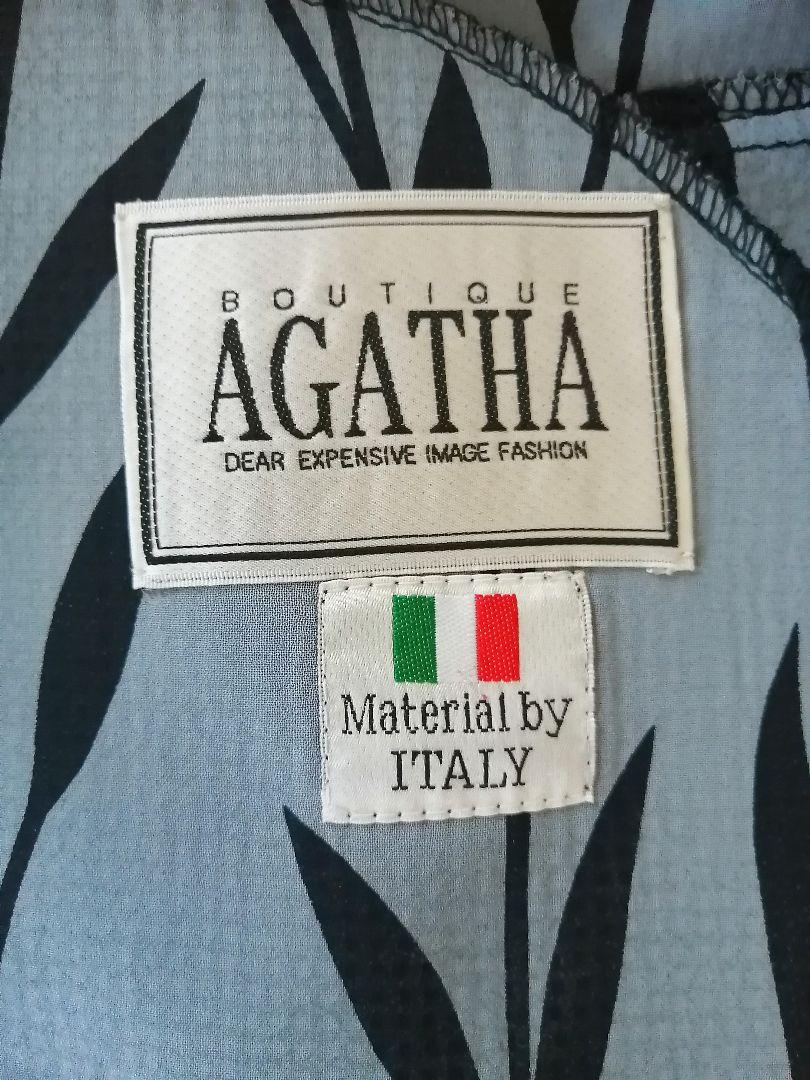 BOUTIQUE
AGATHA
DEAR EXPENSIVE IMAGE FASHION
Material by
ITALY